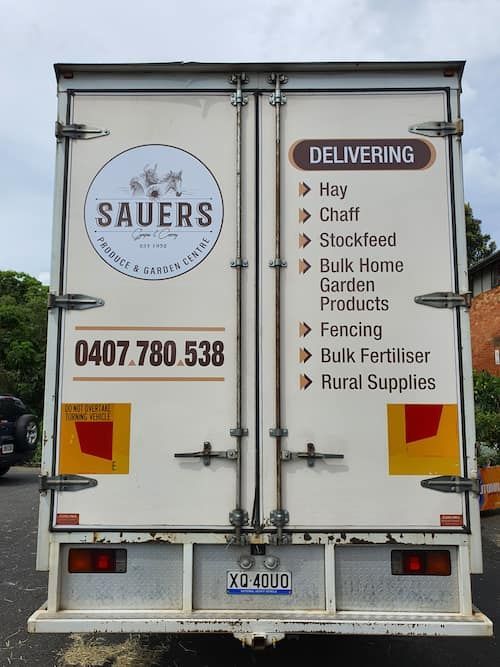 SAUERS
EST 1952
PRODUCE & GARDEN CENTRE
0407.780.538
DO NOT OVERTAKE
TURNING VEHICLE
E
DELIVERING
Hay
Chaff
Stockfeed
Bulk Home
Garden
Products
Fencing
Bulk Fertiliser
Rural Supplies
XQ 40UO